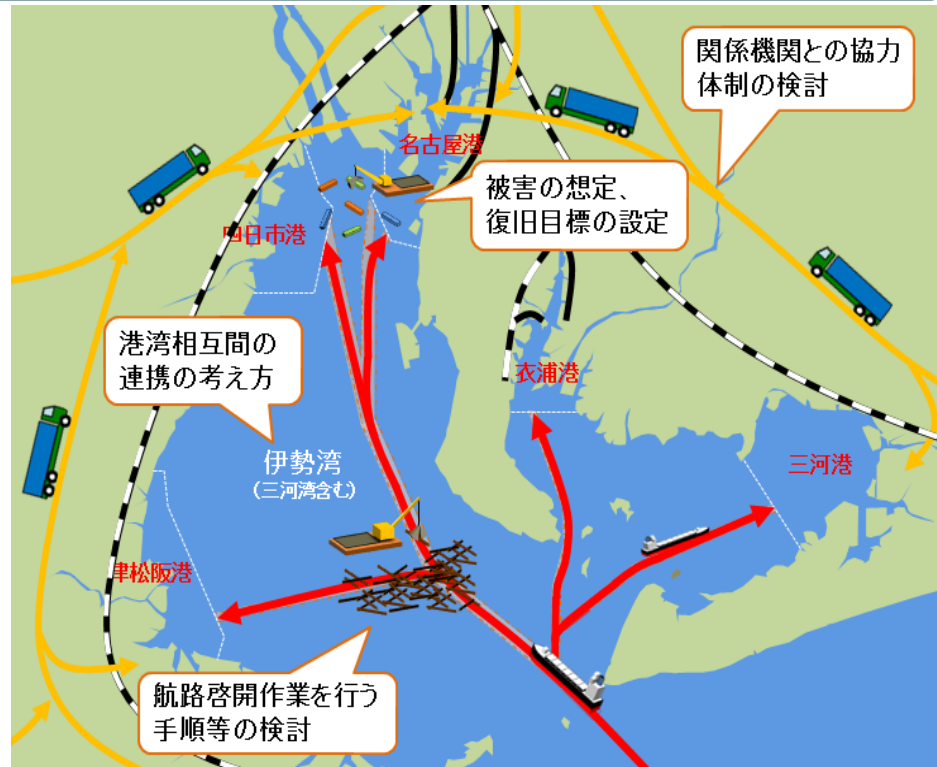 関係機関との協力
体制の検討
名古屋港
被害の想定、
復旧目標の設定
四日市港
港湾相互間の
連携の考え方
衣浦港
伊勢湾
(三河湾含む)
三河港
津松阪港
航路啓開作業を行う
手順等の検討